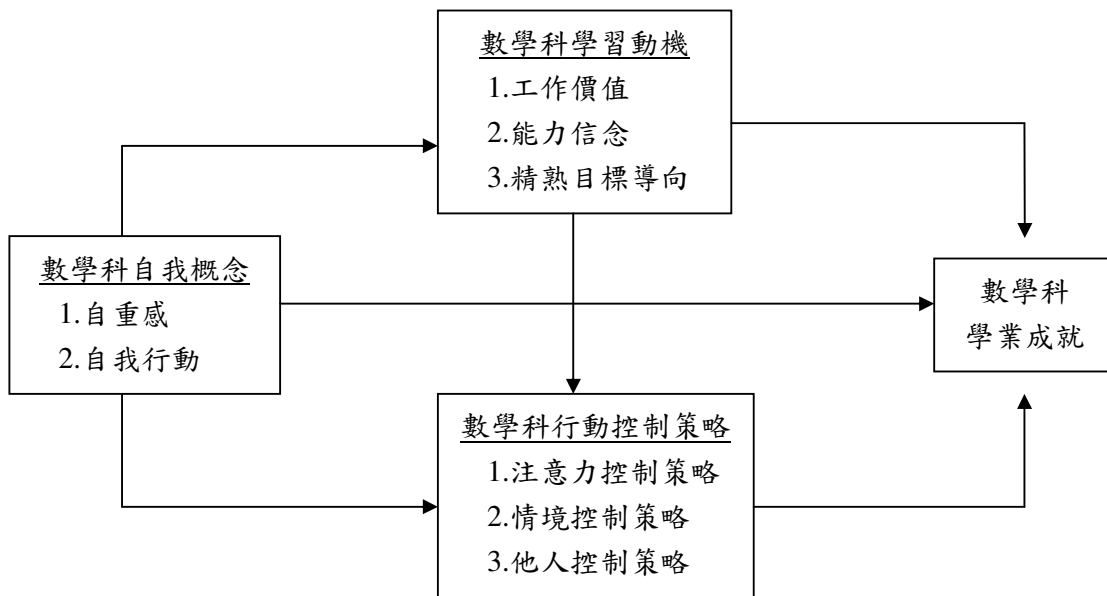 數學科學習動機
1.工作價值
2.能力信念
3.精熟目標導向
數學科自我概念
1.自重感
2.自我行動
數學科
學業成就
數學科行動控制策略
1.注意力控制策略
2.情境控制策略
3.他人控制策略